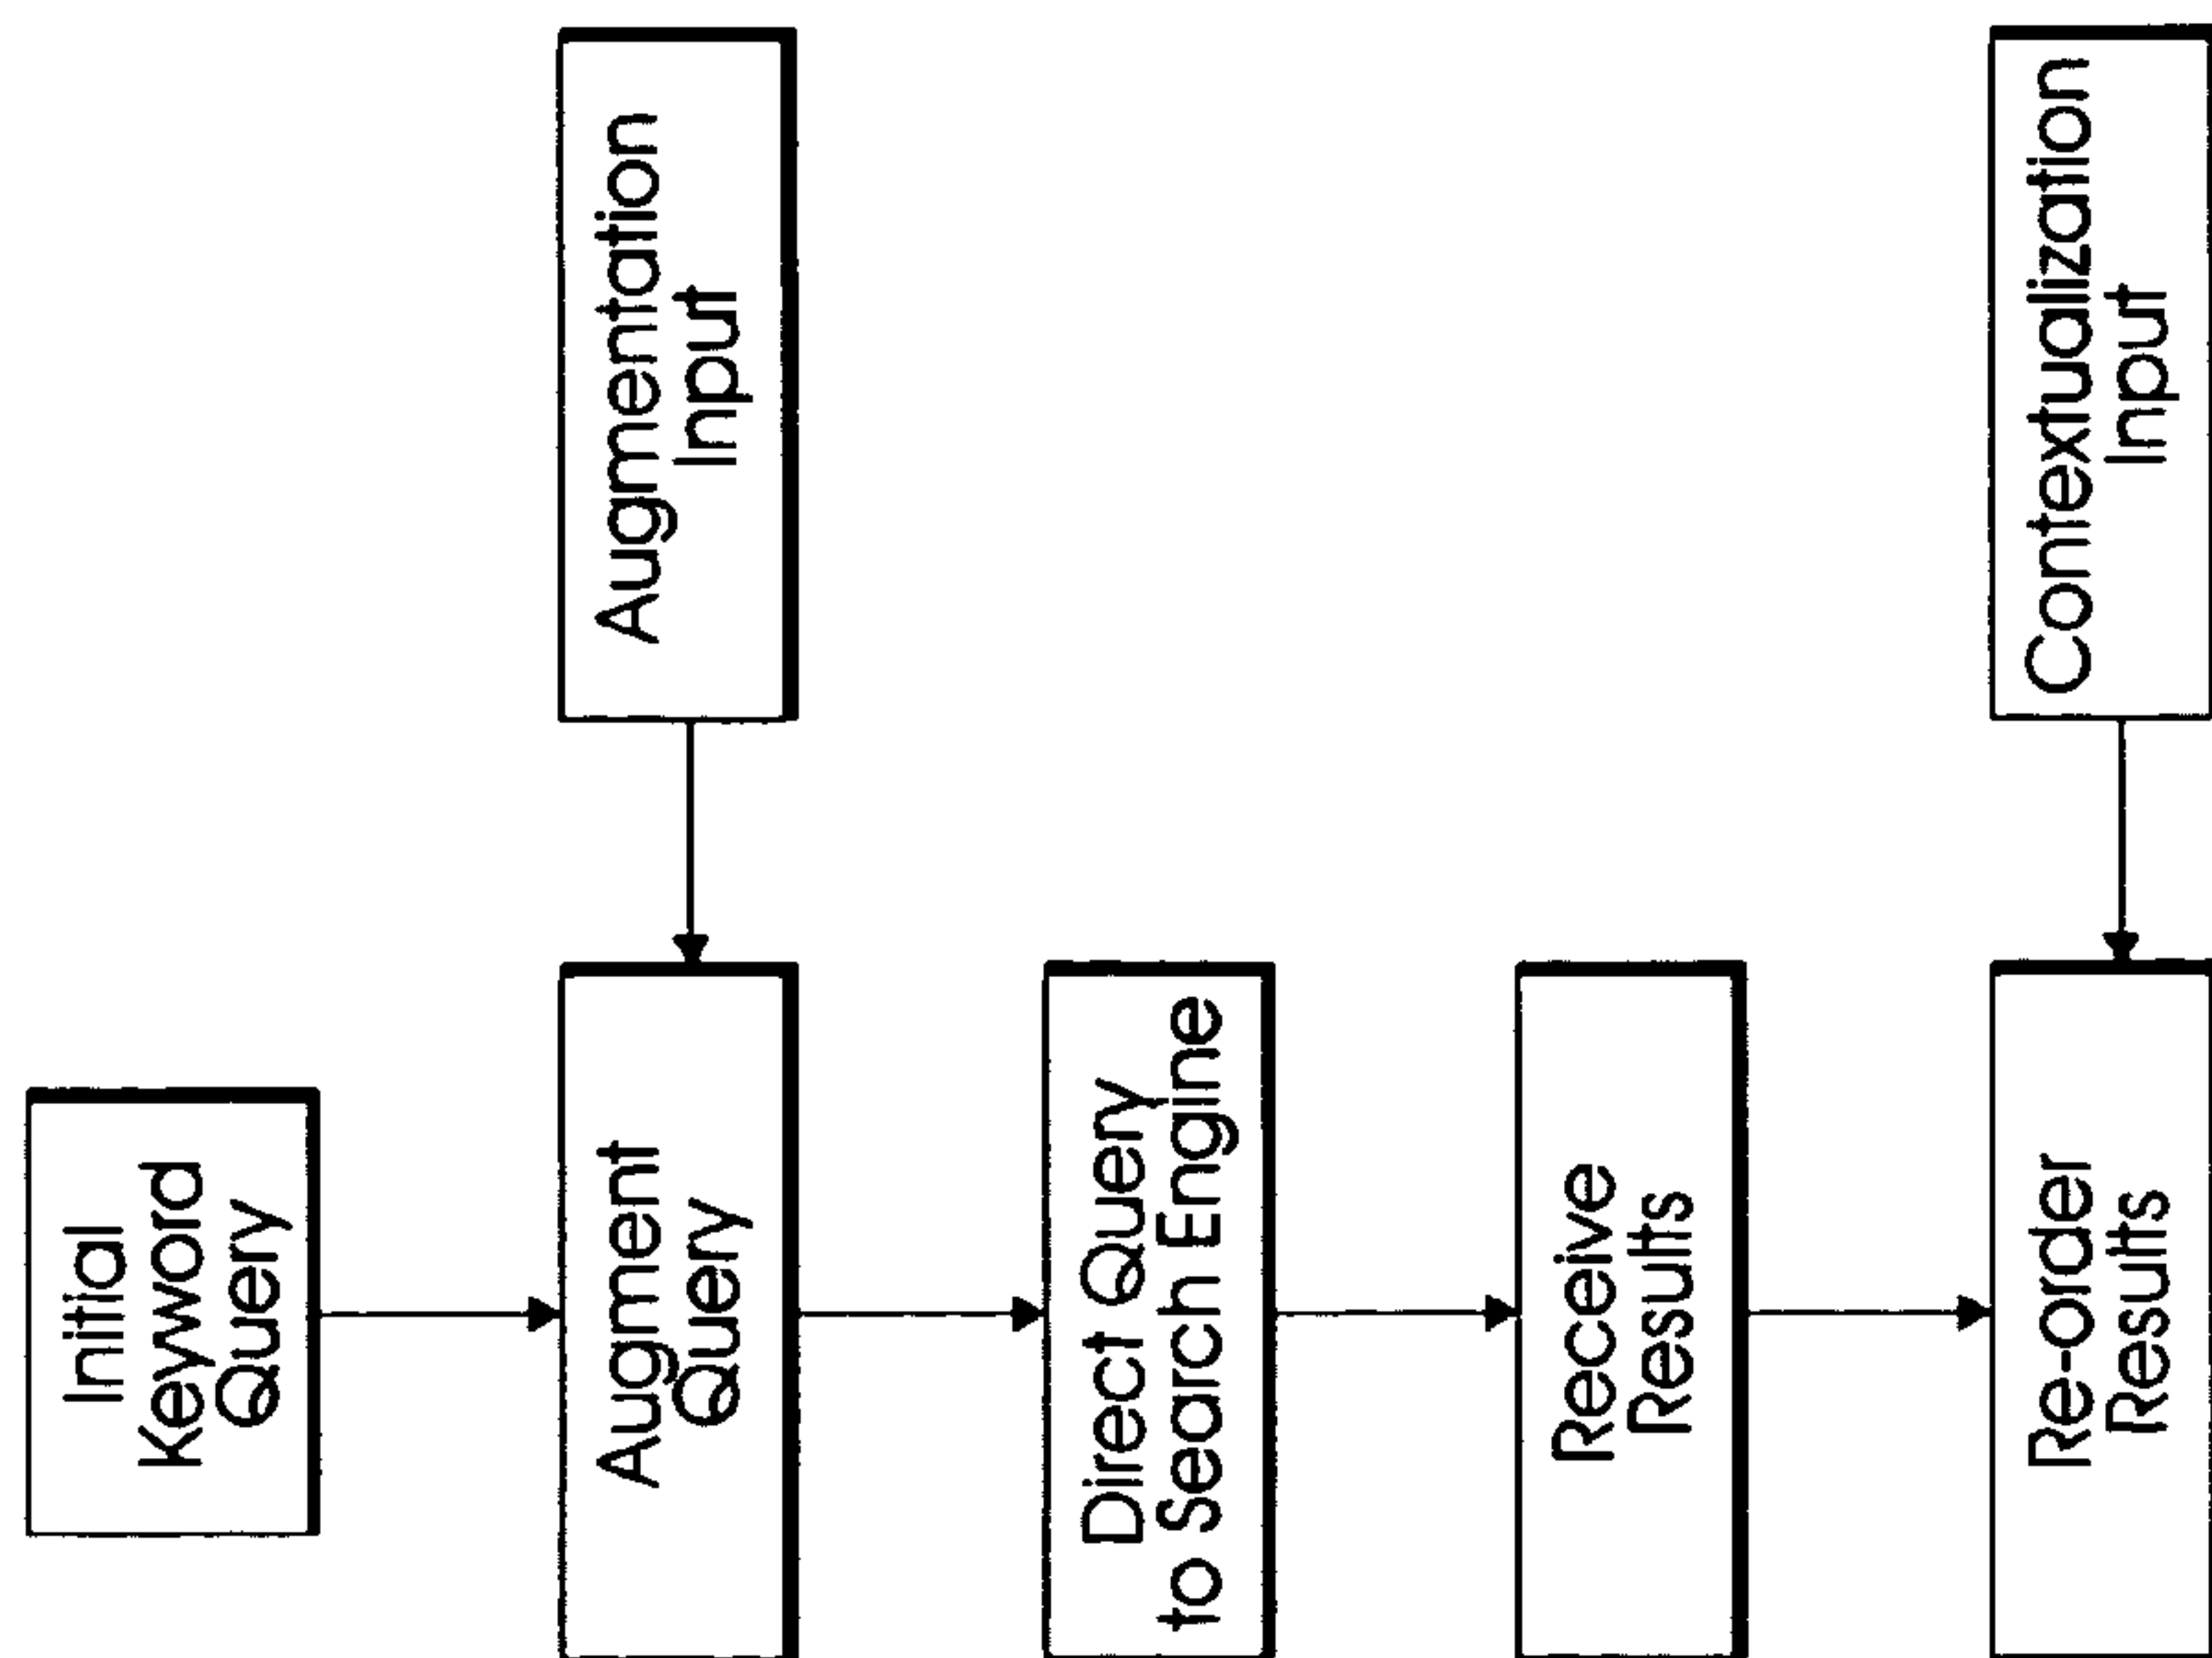 Initial
Keyword
Query
Augment
Query
Augmentation
Input
Direct Query
to Search Engine
Receive
Results
Re-order
Results
Contextualization
Input